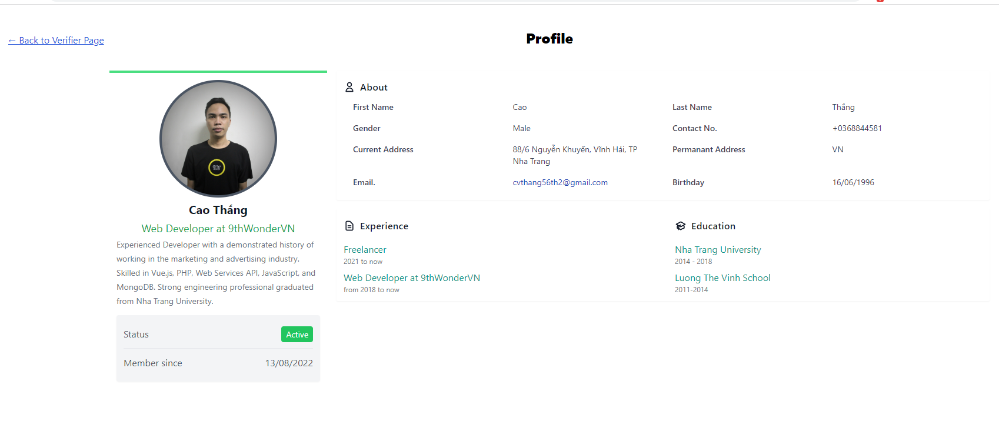 ← Back to Verifier Page
Profile
Cao Thắng
Web Developer at 9thWonderVN
Experienced Developer with a demonstrated history of
working in the marketing and advertising industry.
Skilled in Vue.js, PHP, Web Services API, JavaScript, and
MongoDB. Strong engineering professional graduated
from Nha Trang University.
Status Active
Member since 13/08/2022
About
First Name Cao Last Name Thắng
Gender Male Contact No. +0368844581
Current Address 88/6 Nguyễn Khuyến, Vĩnh Hải, TP Permanant Address VN
Nha Trang
Email. cvthang56th2@gmail.com Birthday 16/06/1996
Experience Education
Freelancer Nha Trang University
2021 to now 2014 - 2018
Web Developer at 9thWonderVN Luong The Vinh School
from 2018 to now 2011-2014